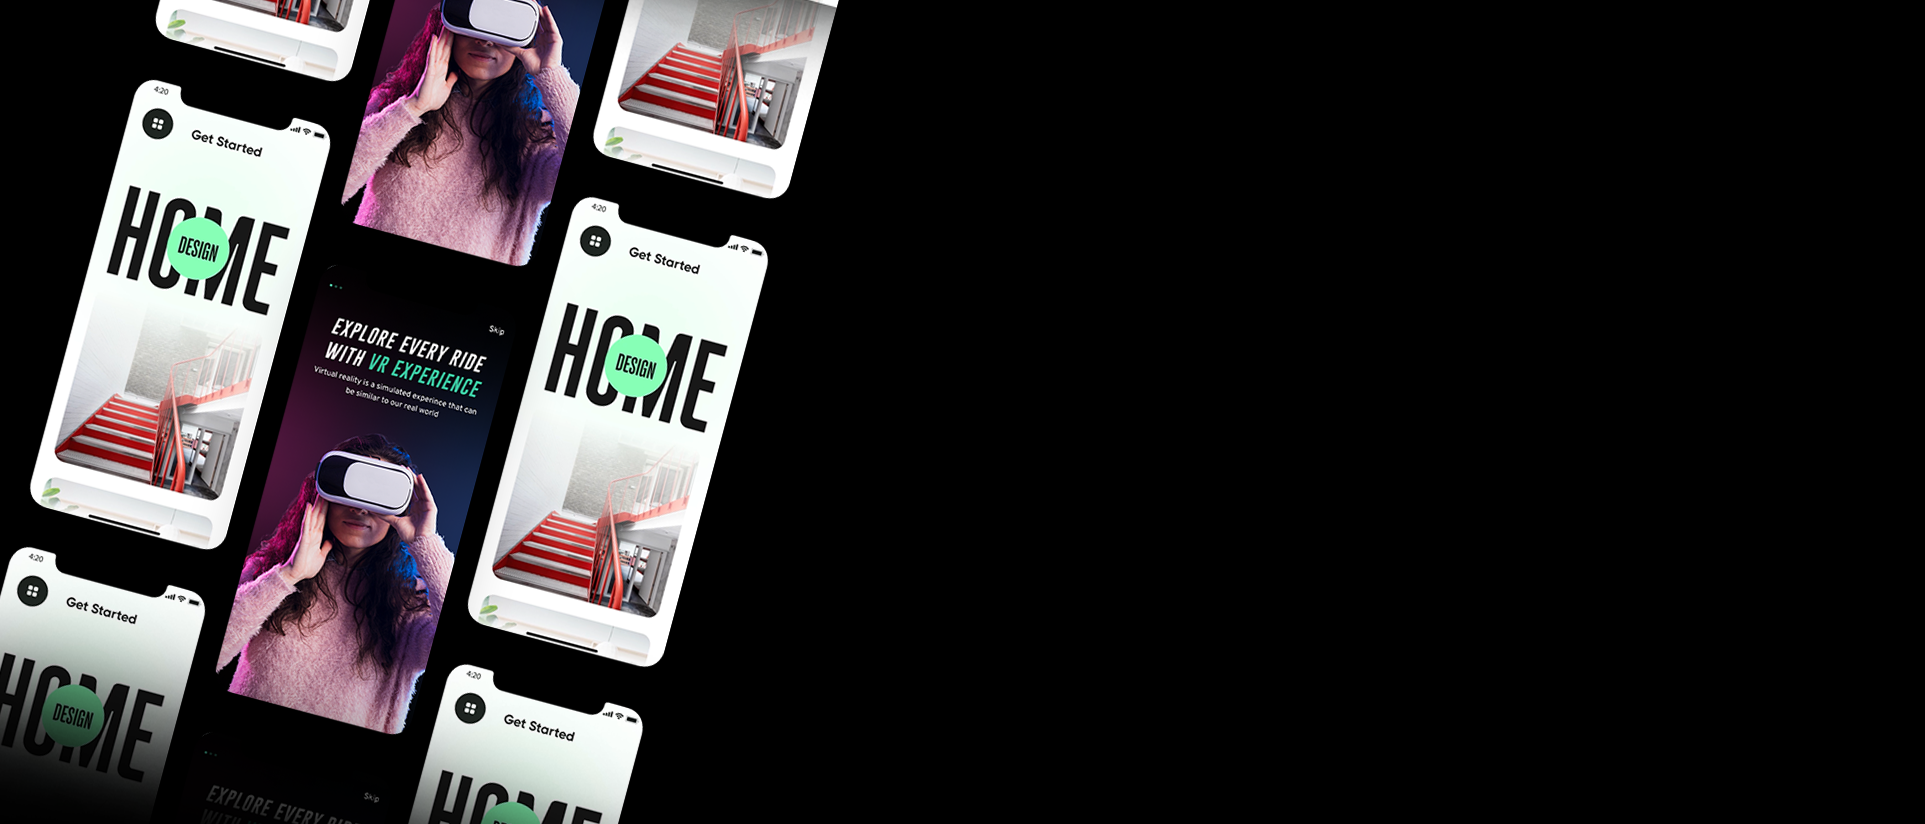 4:20
Get Started
HOME
DESIGN
EXPLORE EVERY RIDE
WITH VR EXPERIENCE
Skip
Virtual reality is a simulated experince that can
be similar to our real world
4:20
Get Started
HOME
DESIGN
4:20
Get Started
HOME
DESIGN
Skip
EXPLORE EVERY RIDE
4:20
Get Started
HOME